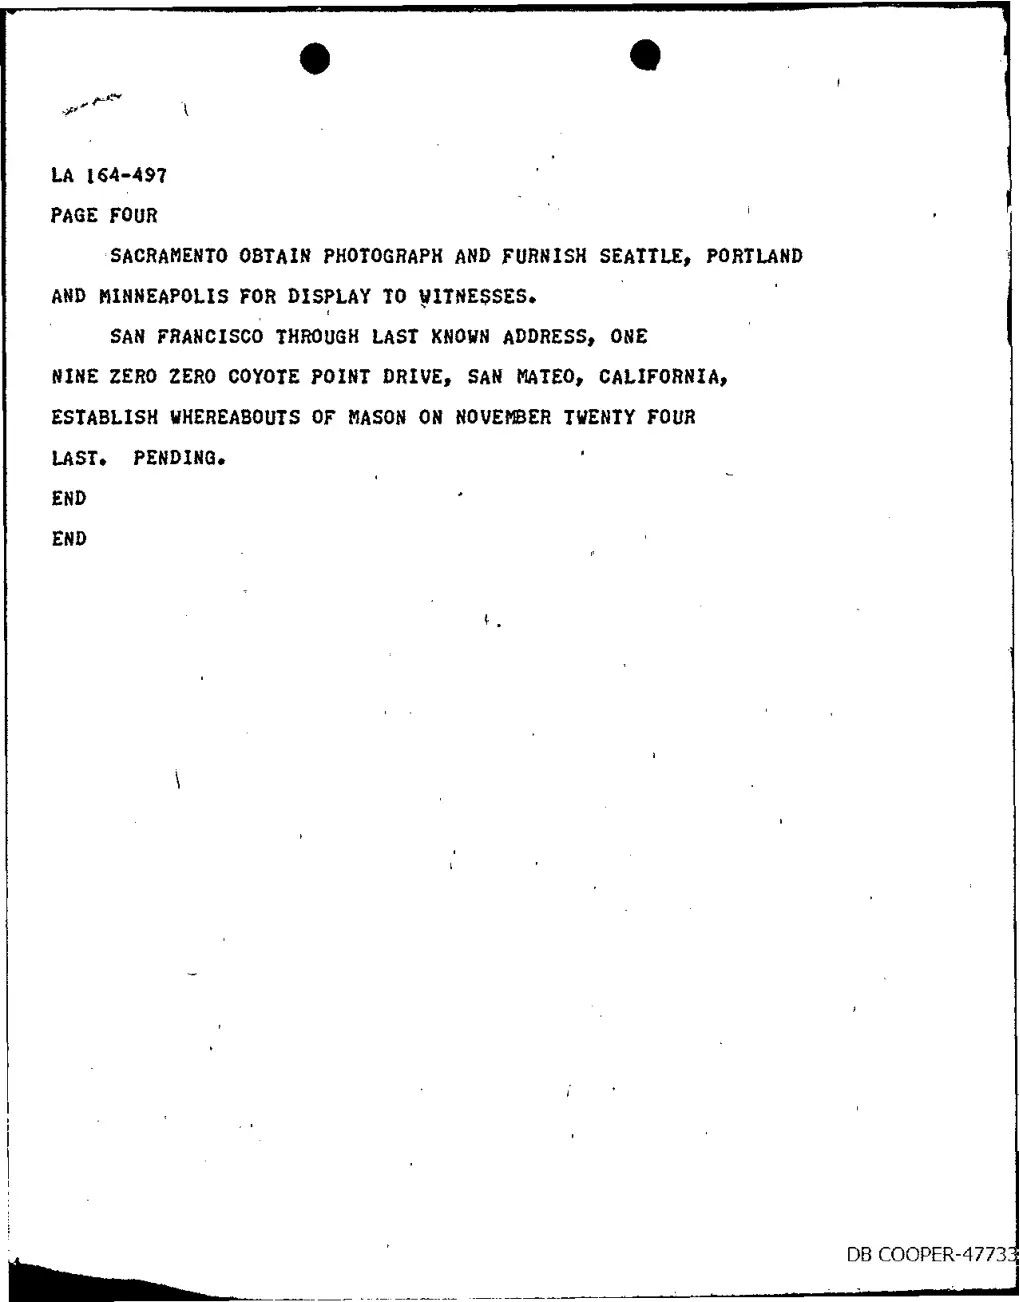 LA 164-497
PAGE FOUR
SACRAMENTO OBTAIN PHOTOGRAPH AND FURNISH SEATTLE, PORTLAND
AND MINNEAPOLIS FOR DISPLAY TO WITNESSES.
SAN FRANCISCO THROUGH LAST KNOWN ADDRESS, ONE
NINE ZERO ZERO COYOTE POINT DRIVE, SAN MATEO, CALIFORNIA,
ESTABLISH WHEREABOUTS OF MASON ON NOVEMBER TWENTY FOUR
LAST. PENDING.
END
END
DB COOPER-47733